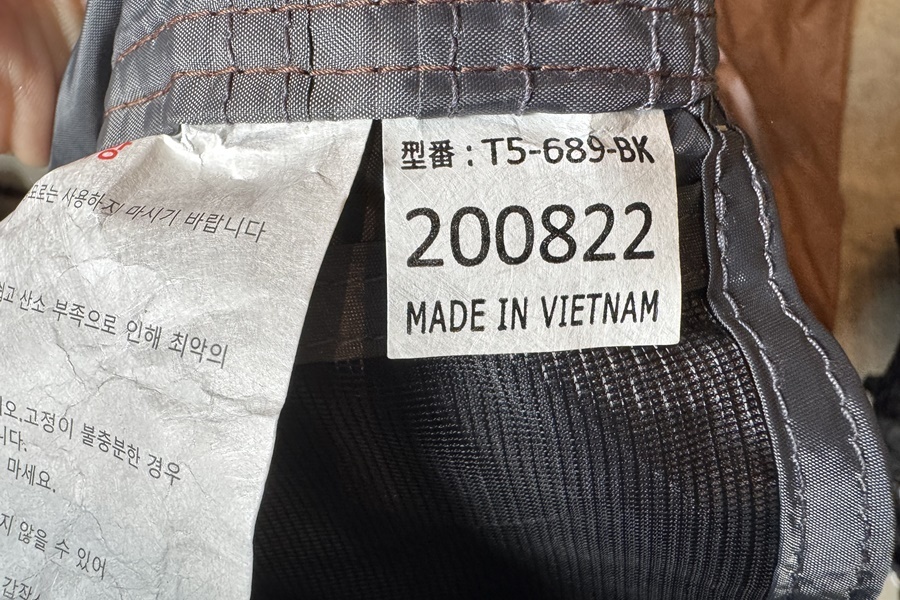 모르는 사용하지 마시기 바랍니다
산소 부족으로 인해 최악의
오.고정이 불충분한 경우
니다.
마세요.
지 않을 수 있어
型番 : T5-689-BK
200822
MADE IN VIETNAM